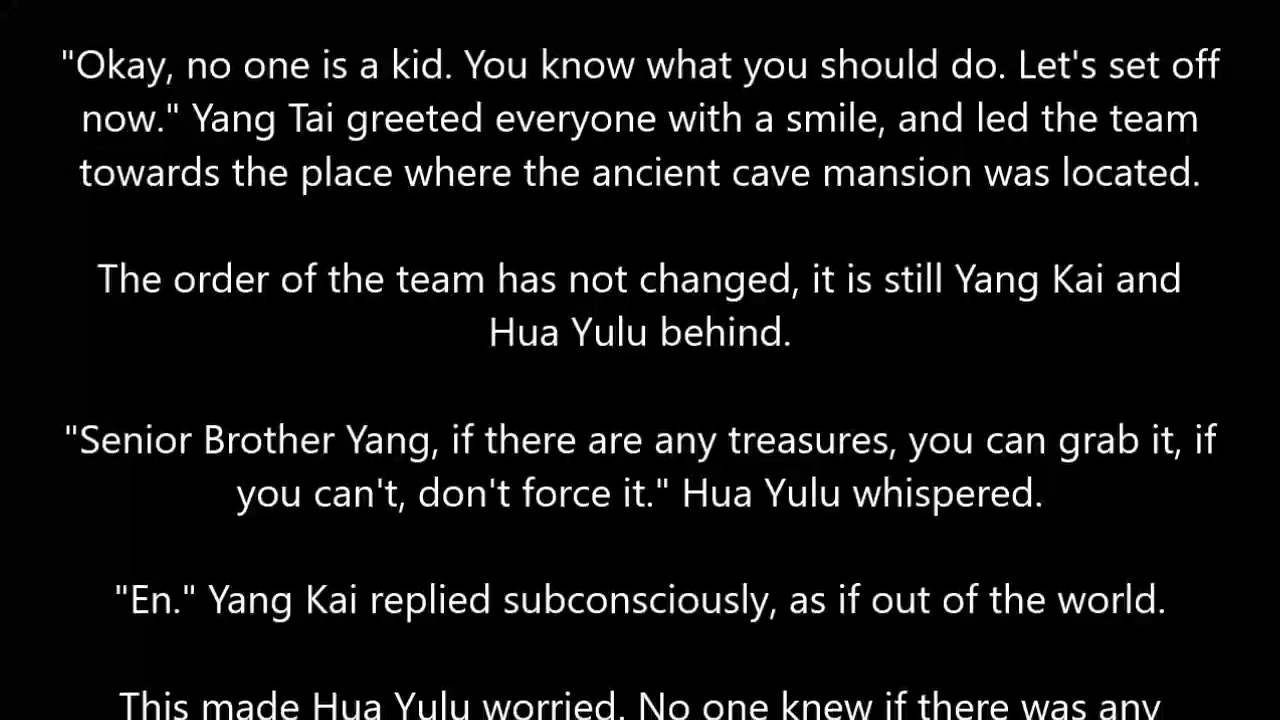 "Okay, no one is a kid. You know what you should do. Let's set off
now." Yang Tai greeted everyone with a smile, and led the team
towards the place where the ancient cave mansion was located.
The order of the team has not changed, it is still Yang Kai and
Hua Yulu behind.
"Senior Brother Yang, if there are any treasures, you can grab it, if
you can't, don't force it." Hua Yulu whispered.
"En." Yang Kai replied subconsciously, as if out of the world.
This made Hua Yulu worried. No one knew if there was any